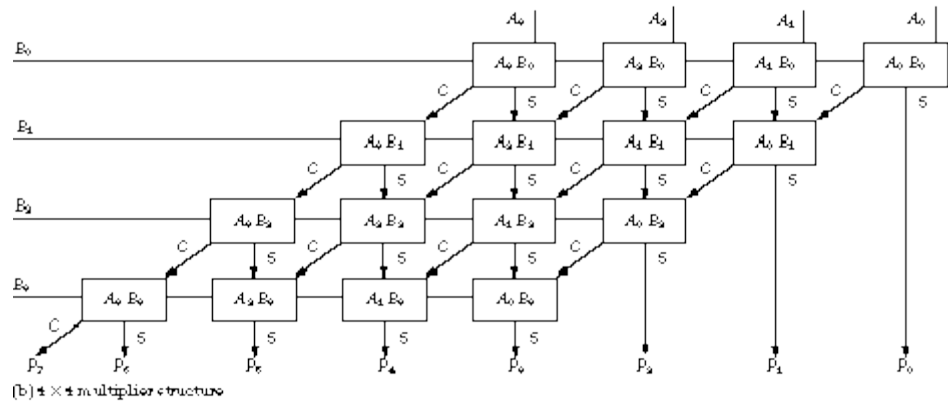 A₃ A₂ A₁ A₀
B₀
A₃ B₀ A₂ B₀ A₁ B₀ A₀ B₀
C S C S C S C
B₁
A₃ B₁ A₂ B₁ A₁ B₁ A₀ B₁
C S C S C S C S
B₂
A₃ B₂ A₂ B₂ A₁ B₂ A₀ B₂
C S C S C S C S
B₃
A₃ B₃ A₂ B₃ A₁ B₃ A₀ B₃
C S S S S
P₇ P₆ P₅ P₄ P₃ P₂ P₁ P₀
(b) 4 × 4 multiplier structure